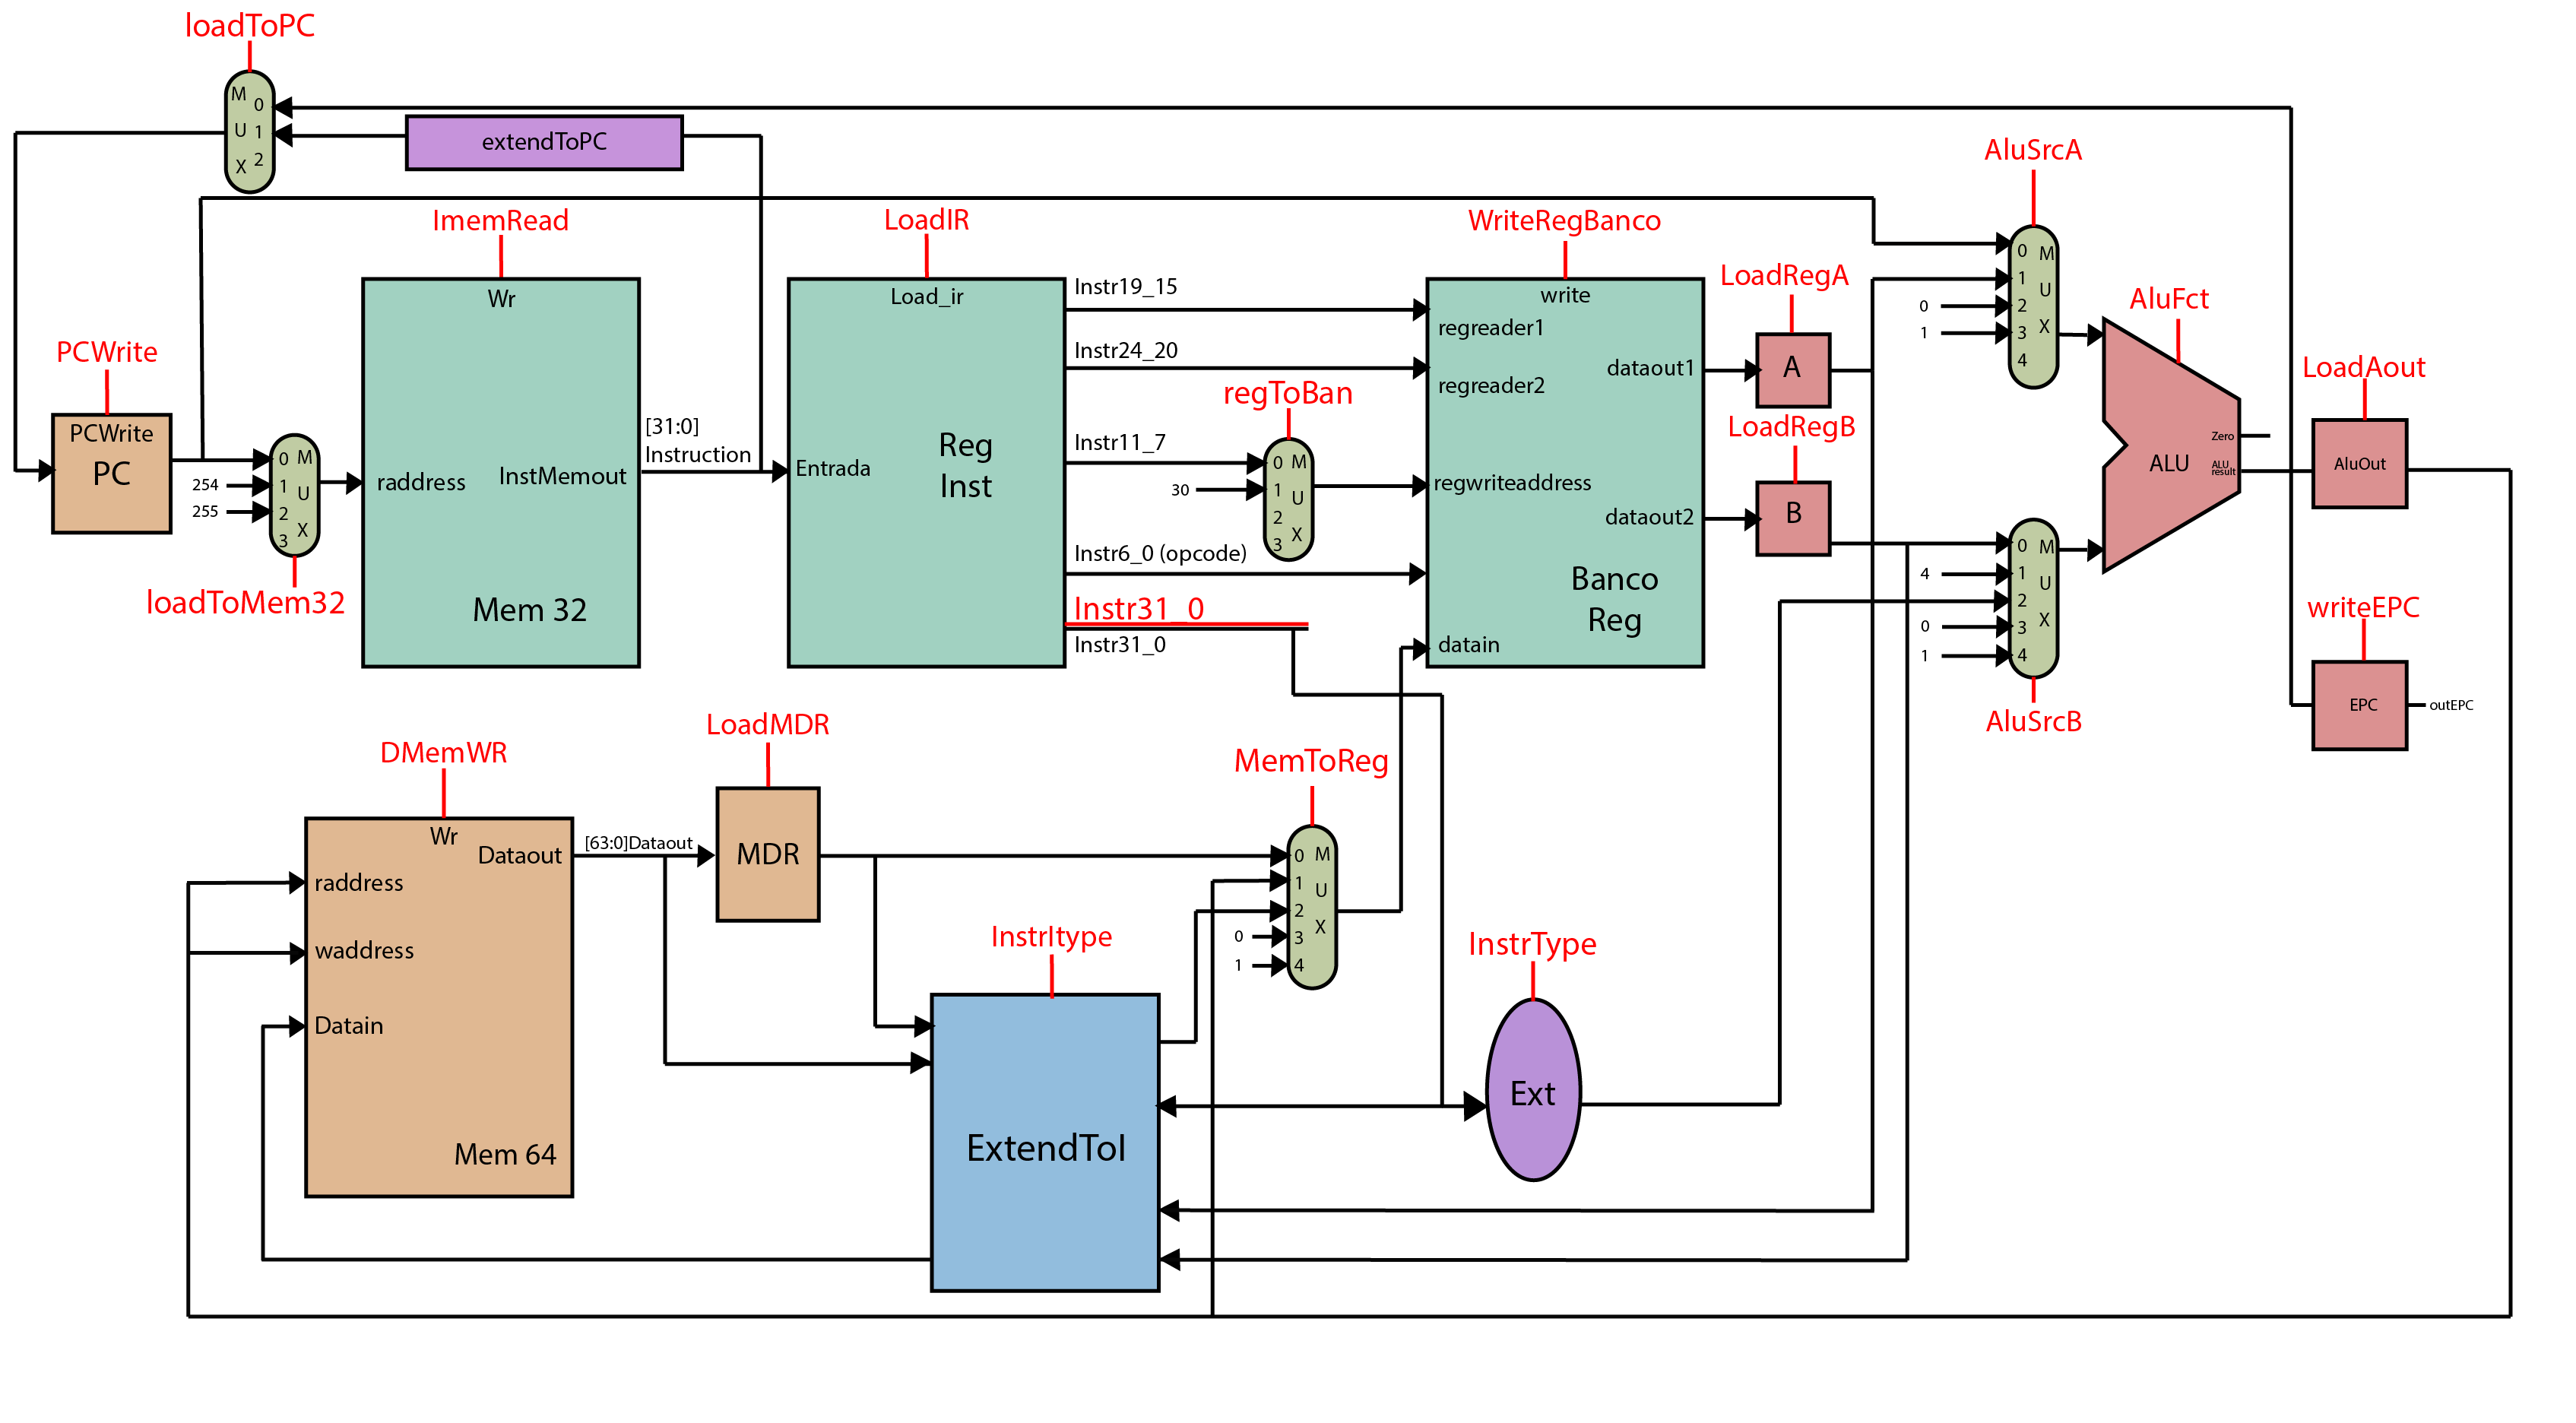 loadToPC
M
0
U
1
X
2
extendToPC
AluSrcA
ImemRead
LoadIR
WriteRegBanco
LoadRegA
AluFct
0
M
1
U
0
2
1
3
X
4
Wr
Load_ir
write
Instr19_15
regreader1
Instr24_20
regreader2
dataout1
A
PCWrite
PCWrite
PC
regToBan
LoadRegB
LoadAout
[31:0]
Instruction
Instr11_7
Reg
Inst
Zero
ALU
ALU
result
AluOut
0
M
254
1
U
255
2
X
3
raddress
InstMemout
Entrada
0
M
30
1
U
2
X
3
regwriteaddress
dataout2
B
0
M
4
1
U
2
0
3
X
1
4
Instr6_0 (opcode)
Banco
Reg
loadToMem32
Mem 32
Instr31_0
Instr31_0
datain
writeEPC
EPC
outEPC
AluSrcB
LoadMDR
DMemWR
MemToReg
Wr
Dataout
[63:0]Dataout
MDR
0
M
1
U
2
X
0
3
1
4
raddress
waddress
Datain
Mem 64
InstrItype
InstrType
ExtendToI
Ext